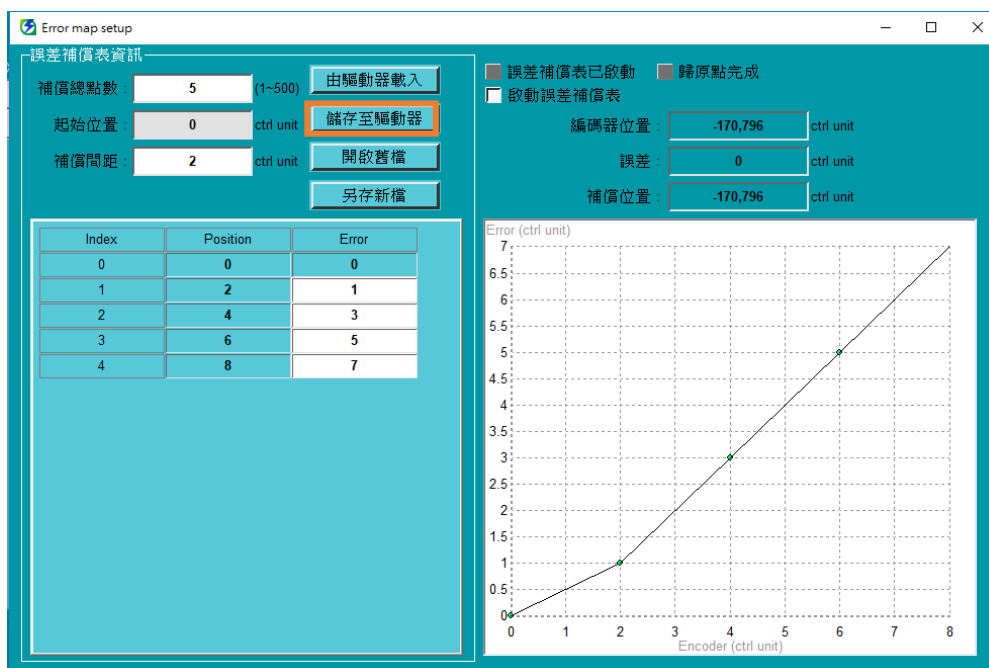 Error map setup
誤差補償表資訊
補償總點數 : 5 (1~500) 由驅動器載入
起始位置 : 0 ctrl unit 儲存至驅動器
補償間距 : 2 ctrl unit 開啟舊檔
另存新檔
Index Position Error
0 0 0
1 2 1
2 4 3
3 6 5
4 8 7
誤差補償表已啟動 歸原點完成
啟動誤差補償表
編碼器位置 : -170,796 ctrl unit
誤差 : 0 ctrl unit
補償位置 : -170,796 ctrl unit
Error (ctrl unit)
7
6.5
6
5.5
5
4.5
4
3.5
3
2.5
2
1.5
1
0.5
0
0 1 2 3 4 5 6 7 8
Encoder (ctrl unit)